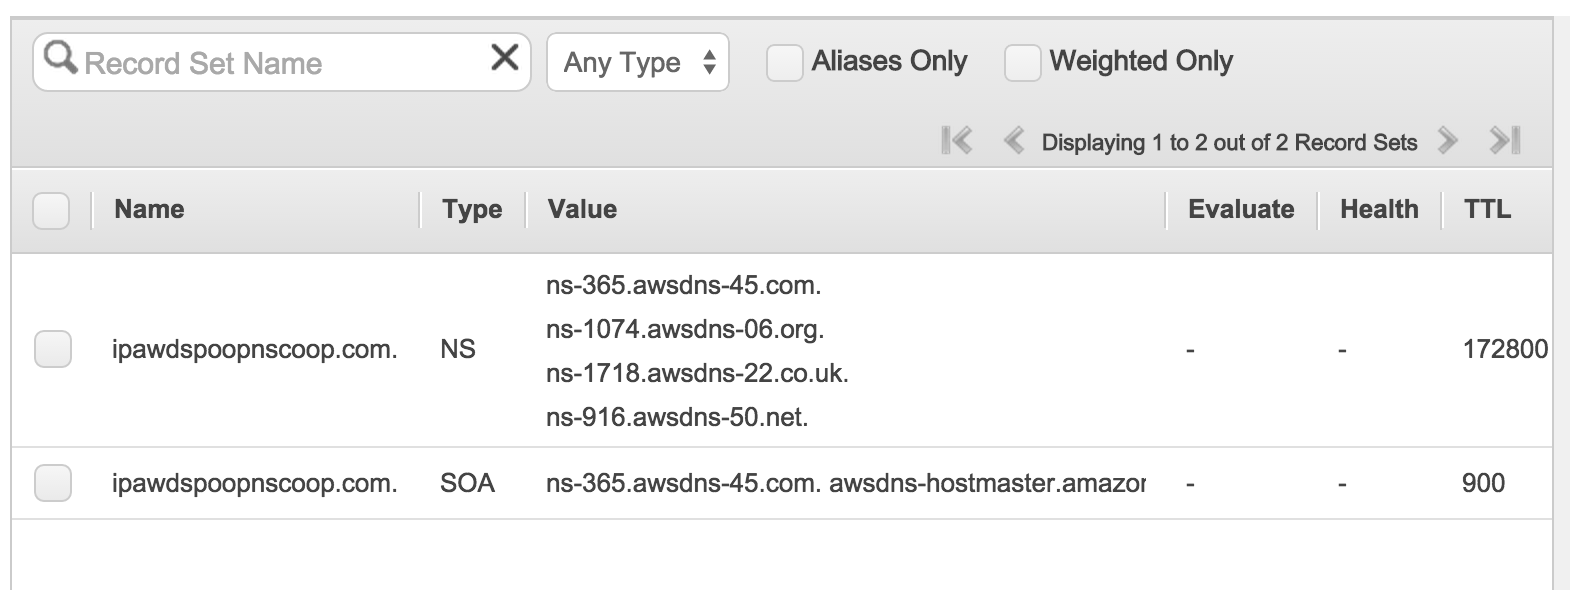 Record Set Name Any Type Aliases Only Weighted Only
Displaying 1 to 2 out of 2 Record Sets
Name Type Value Evaluate Health TTL
ns-365.awsdns-45.com.
ns-1074.awsdns-06.org.
ipawdspoopnscoop.com. NS - - 172800
ns-1718.awsdns-22.co.uk.
ns-916.awsdns-50.net.
ipawdspoopnscoop.com. SOA ns-365.awsdns-45.com. awsdns-hostmaster.amazor - - 900